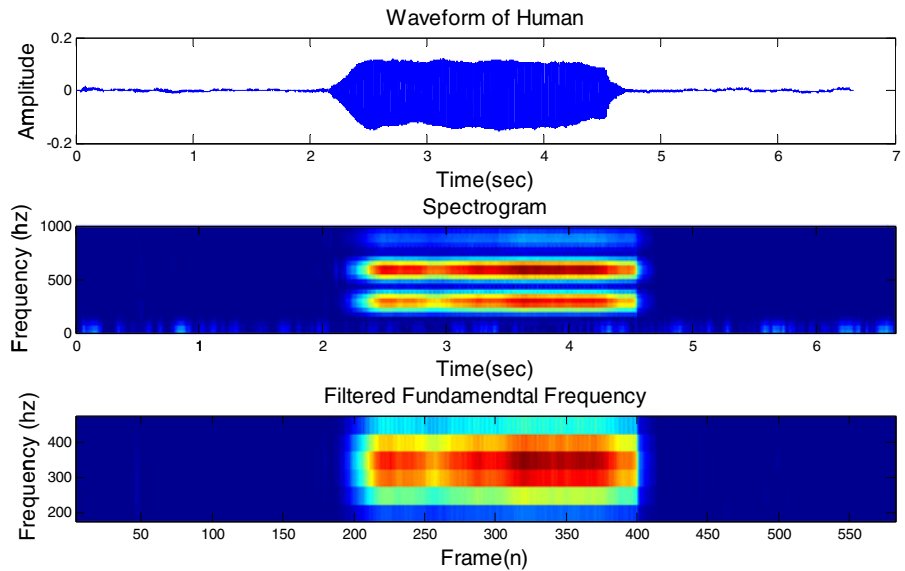 Waveform of Human
Amplitude
0.2
0
-0.2
0 1 2 3 4 5 6 7
Time(sec)
Spectrogram
Frequency (hz)
1000
500
0
0 1 2 3 4 5 6
Time(sec)
Filtered Fundamendtal Frequency
Frequency (hz)
400
300
200
50 100 150 200 250 300 350 400 450 500 550
Frame(n)